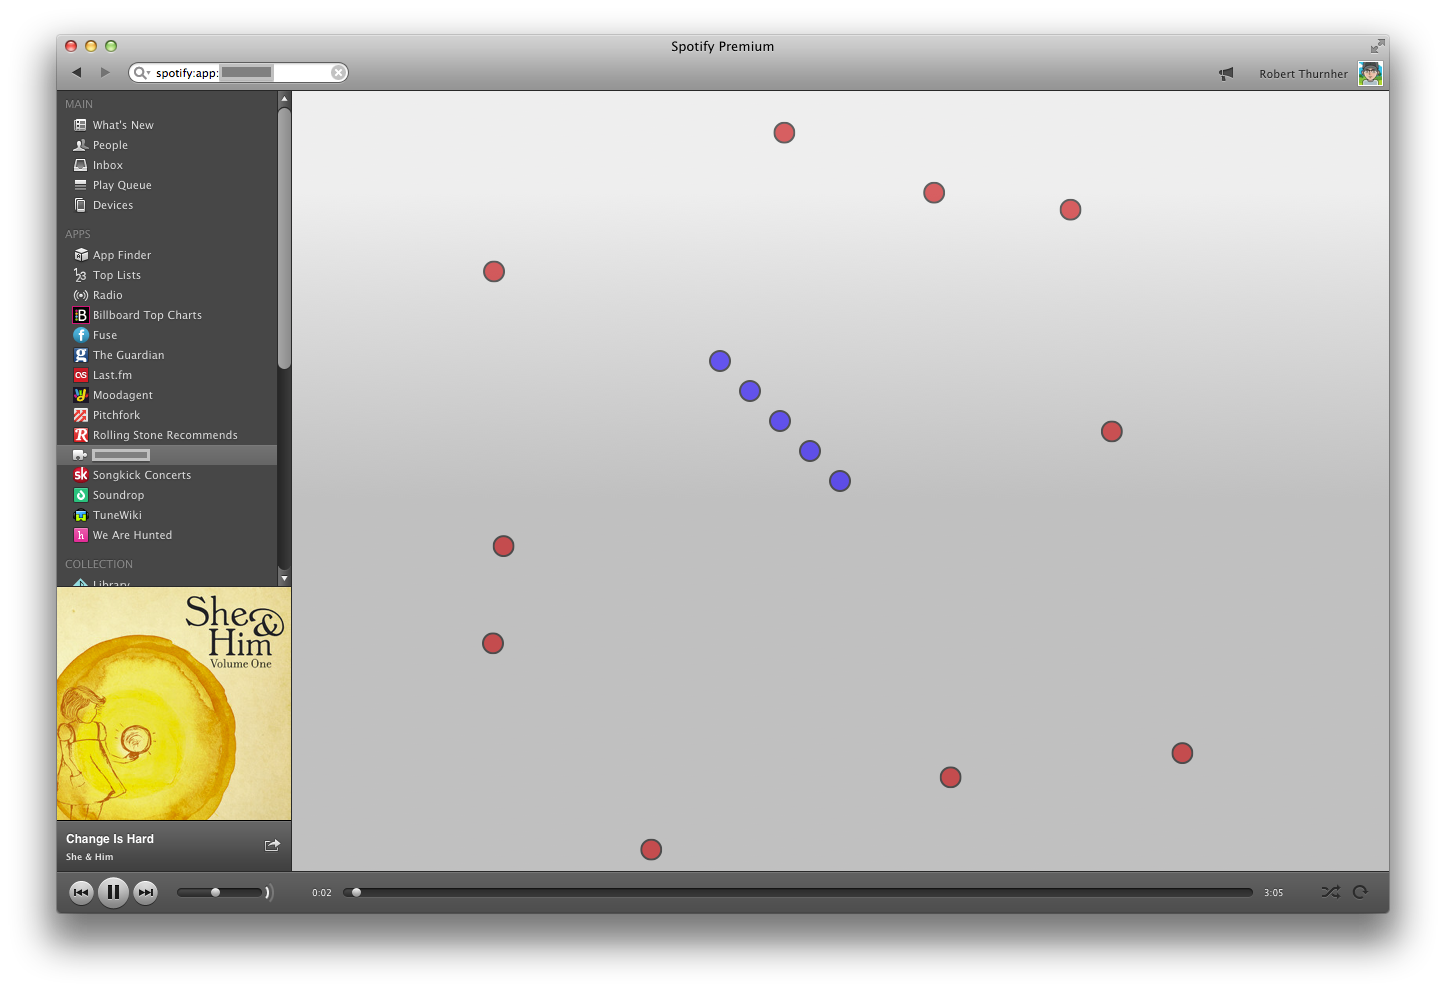 Spotify Premium
spotify:app:
Robert Thurnher
MAIN
What's New
People
Inbox
Play Queue
Devices
APPS
App Finder
Top Lists
Radio
B Billboard Top Charts
f Fuse
g The Guardian
as Last.fm
Moodagent
Pitchfork
R Rolling Stone Recommends
sk Songkick Concerts
Soundrop
TuneWiki
h We Are Hunted
COLLECTION
Library
She &
Him
Volume One
Change Is Hard
She & Him
0:02
3:05